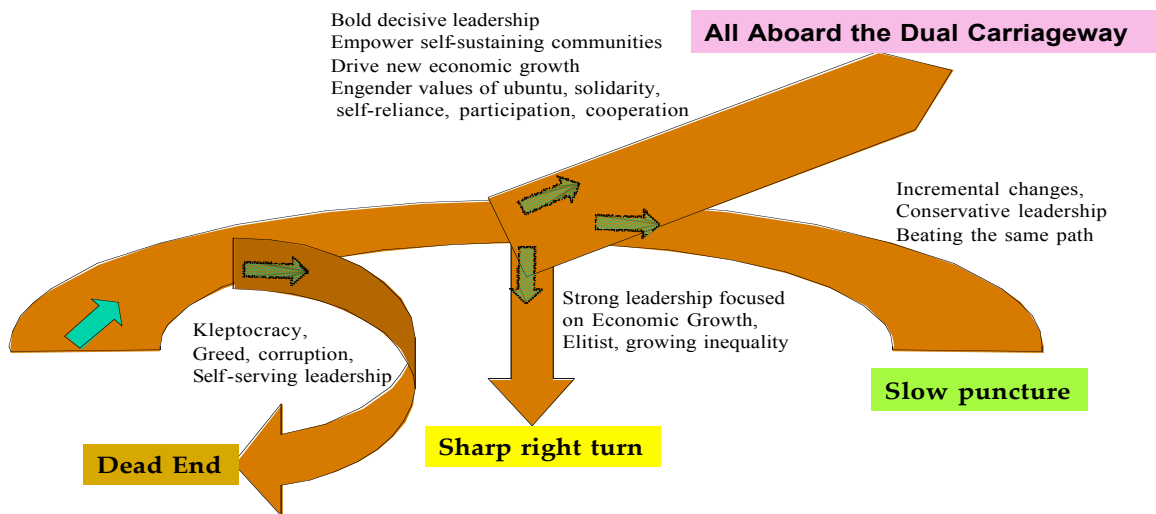 Bold decisive leadership
Empower self-sustaining communities
Drive new economic growth
Engender values of ubuntu, solidarity,
self-reliance, participation, cooperation
All Aboard the Dual Carriageway
Incremental changes,
Conservative leadership
Beating the same path
Strong leadership focused
on Economic Growth,
Elitist, growing inequality
Kleptocracy,
Greed, corruption,
Self-serving leadership
Slow puncture
Sharp right turn
Dead End